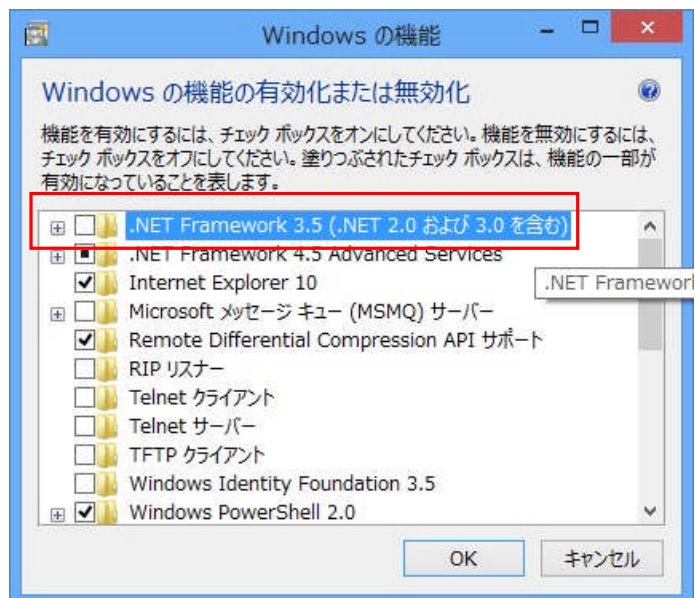 Windows の機能
Windows の機能の有効化または無効化
機能を有効にするには、チェック ボックスをオンにしてください。機能を無効にするには、
チェック ボックスをオフにしてください。塗りつぶされたチェック ボックスは、機能の一部が
有効になっていることを表します。
.NET Framework 3.5 (.NET 2.0 および 3.0 を含む)
.NET Framework 4.5 Advanced Services
Internet Explorer 10
.NET Framework
Microsoft メッセージ キュー (MSMQ) サーバー
Remote Differential Compression API サポート
RIP リスナー
Telnet クライアント
Telnet サーバー
TFTP クライアント
Windows Identity Foundation 3.5
Windows PowerShell 2.0
OK
キャンセル